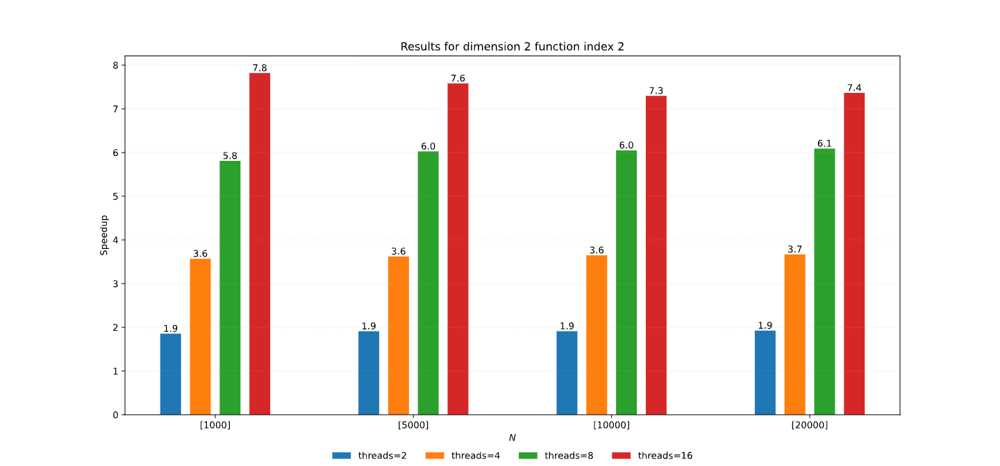 Results for dimension 2 function index 2
Speedup
8
7
6
5
4
3
2
1
0
1.9 3.6 5.8 7.8
1.9 3.6 6.0 7.6
1.9 3.6 6.0 7.3
1.9 3.7 6.1 7.4
[1000] [5000] [10000] [20000]
N
threads=2 threads=4 threads=8 threads=16